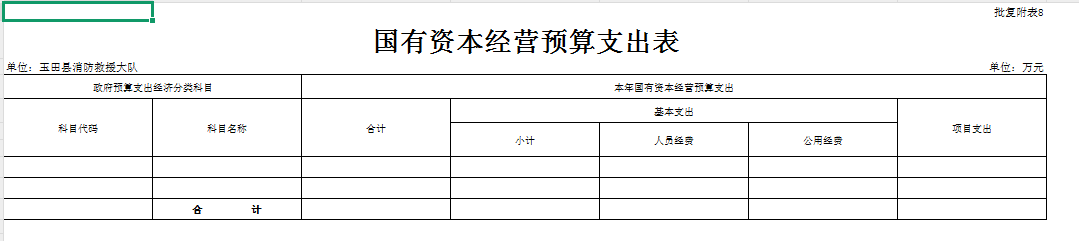 批复附表8
国有资本经营预算支出表
单位：玉田县消防救援大队 单位：万元
政府预算支出经济分类科目 本年国有资本经营预算支出
科目代码 科目名称 合计 基本支出 项目支出
小计 人员经费 公用经费
合 计